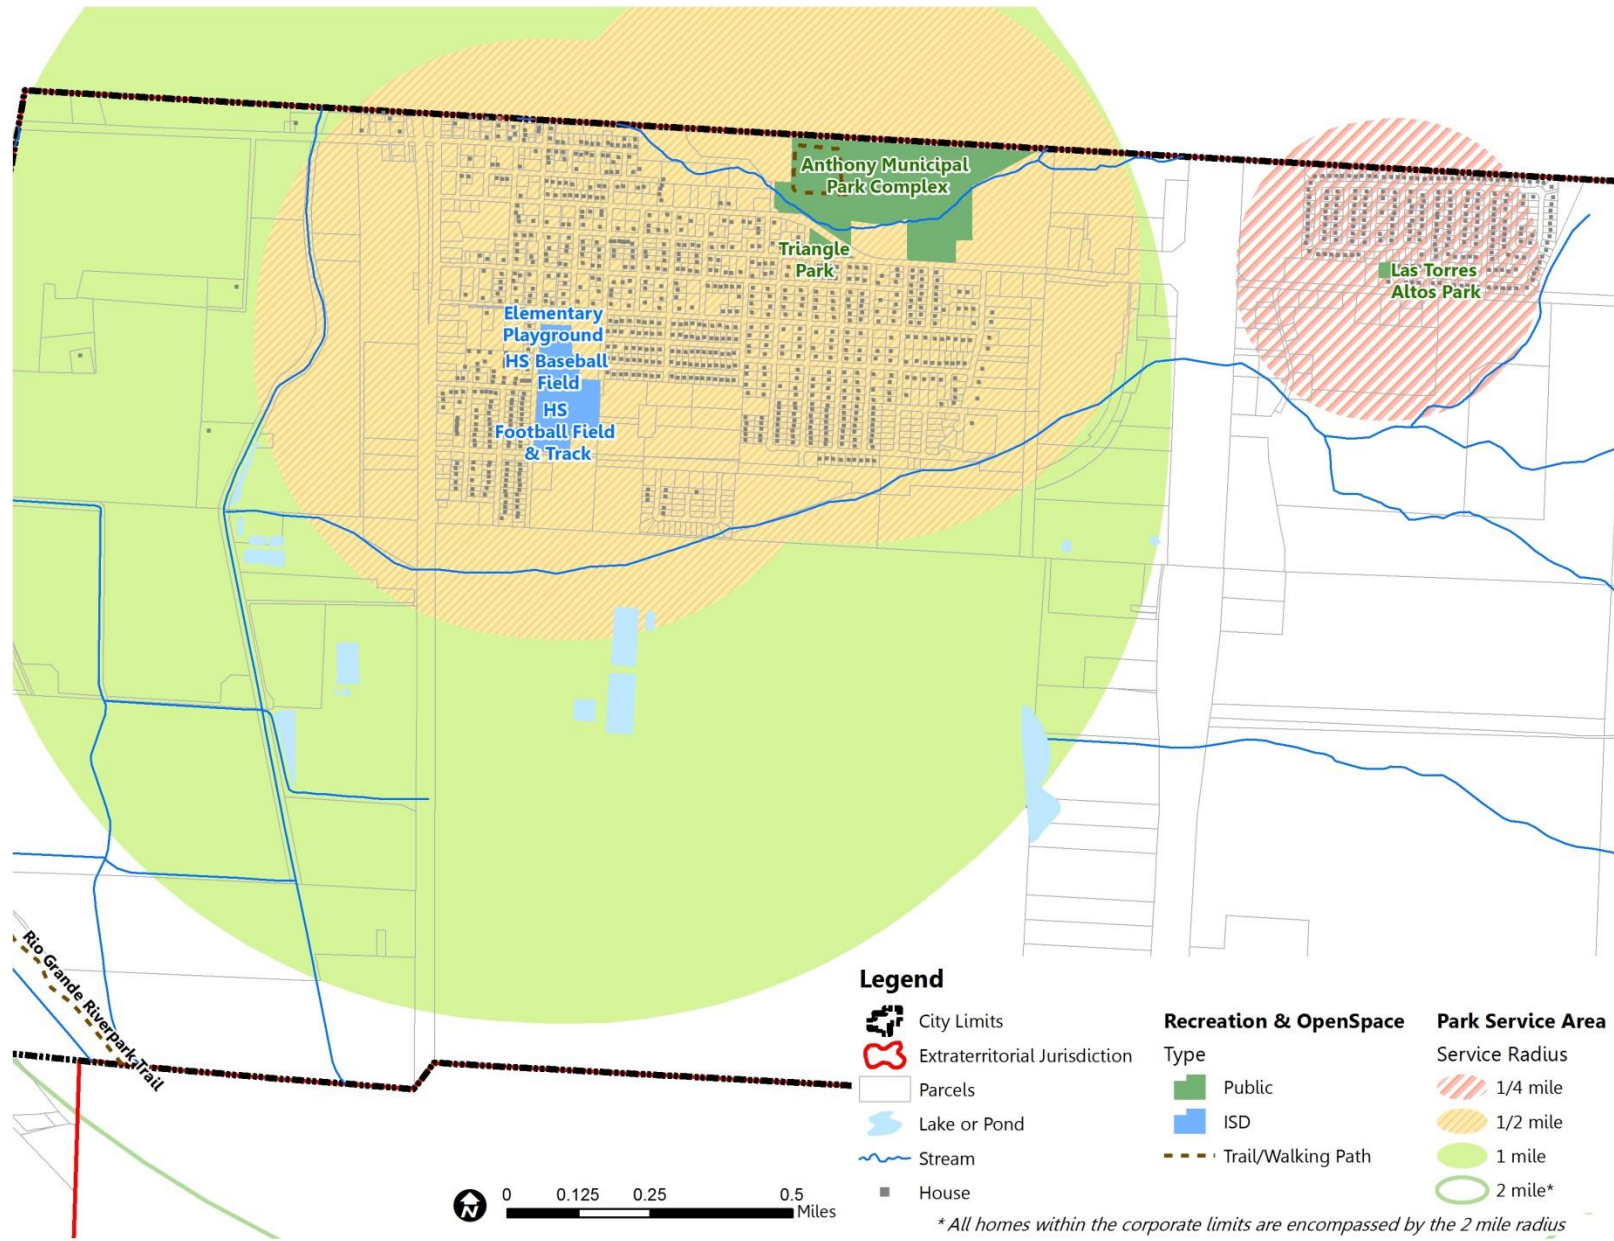 Anthony Municipal
Park Complex
Triangle
Park
Las Torres
Altos Park
Elementary
Playground
HS Baseball
Field
HS
Football Field
& Track
Rio Grande Riverpark Trail
Legend
City Limits
Extraterritorial Jurisdiction
Parcels
Lake or Pond
Stream
House
Recreation & OpenSpace
Type
Public
ISD
Trail/Walking Path
Park Service Area
Service Radius
1/4 mile
1/2 mile
1 mile
2 mile*
N
0 0.125 0.25 0.5
Miles
* All homes within the corporate limits are encompassed by the 2 mile radius